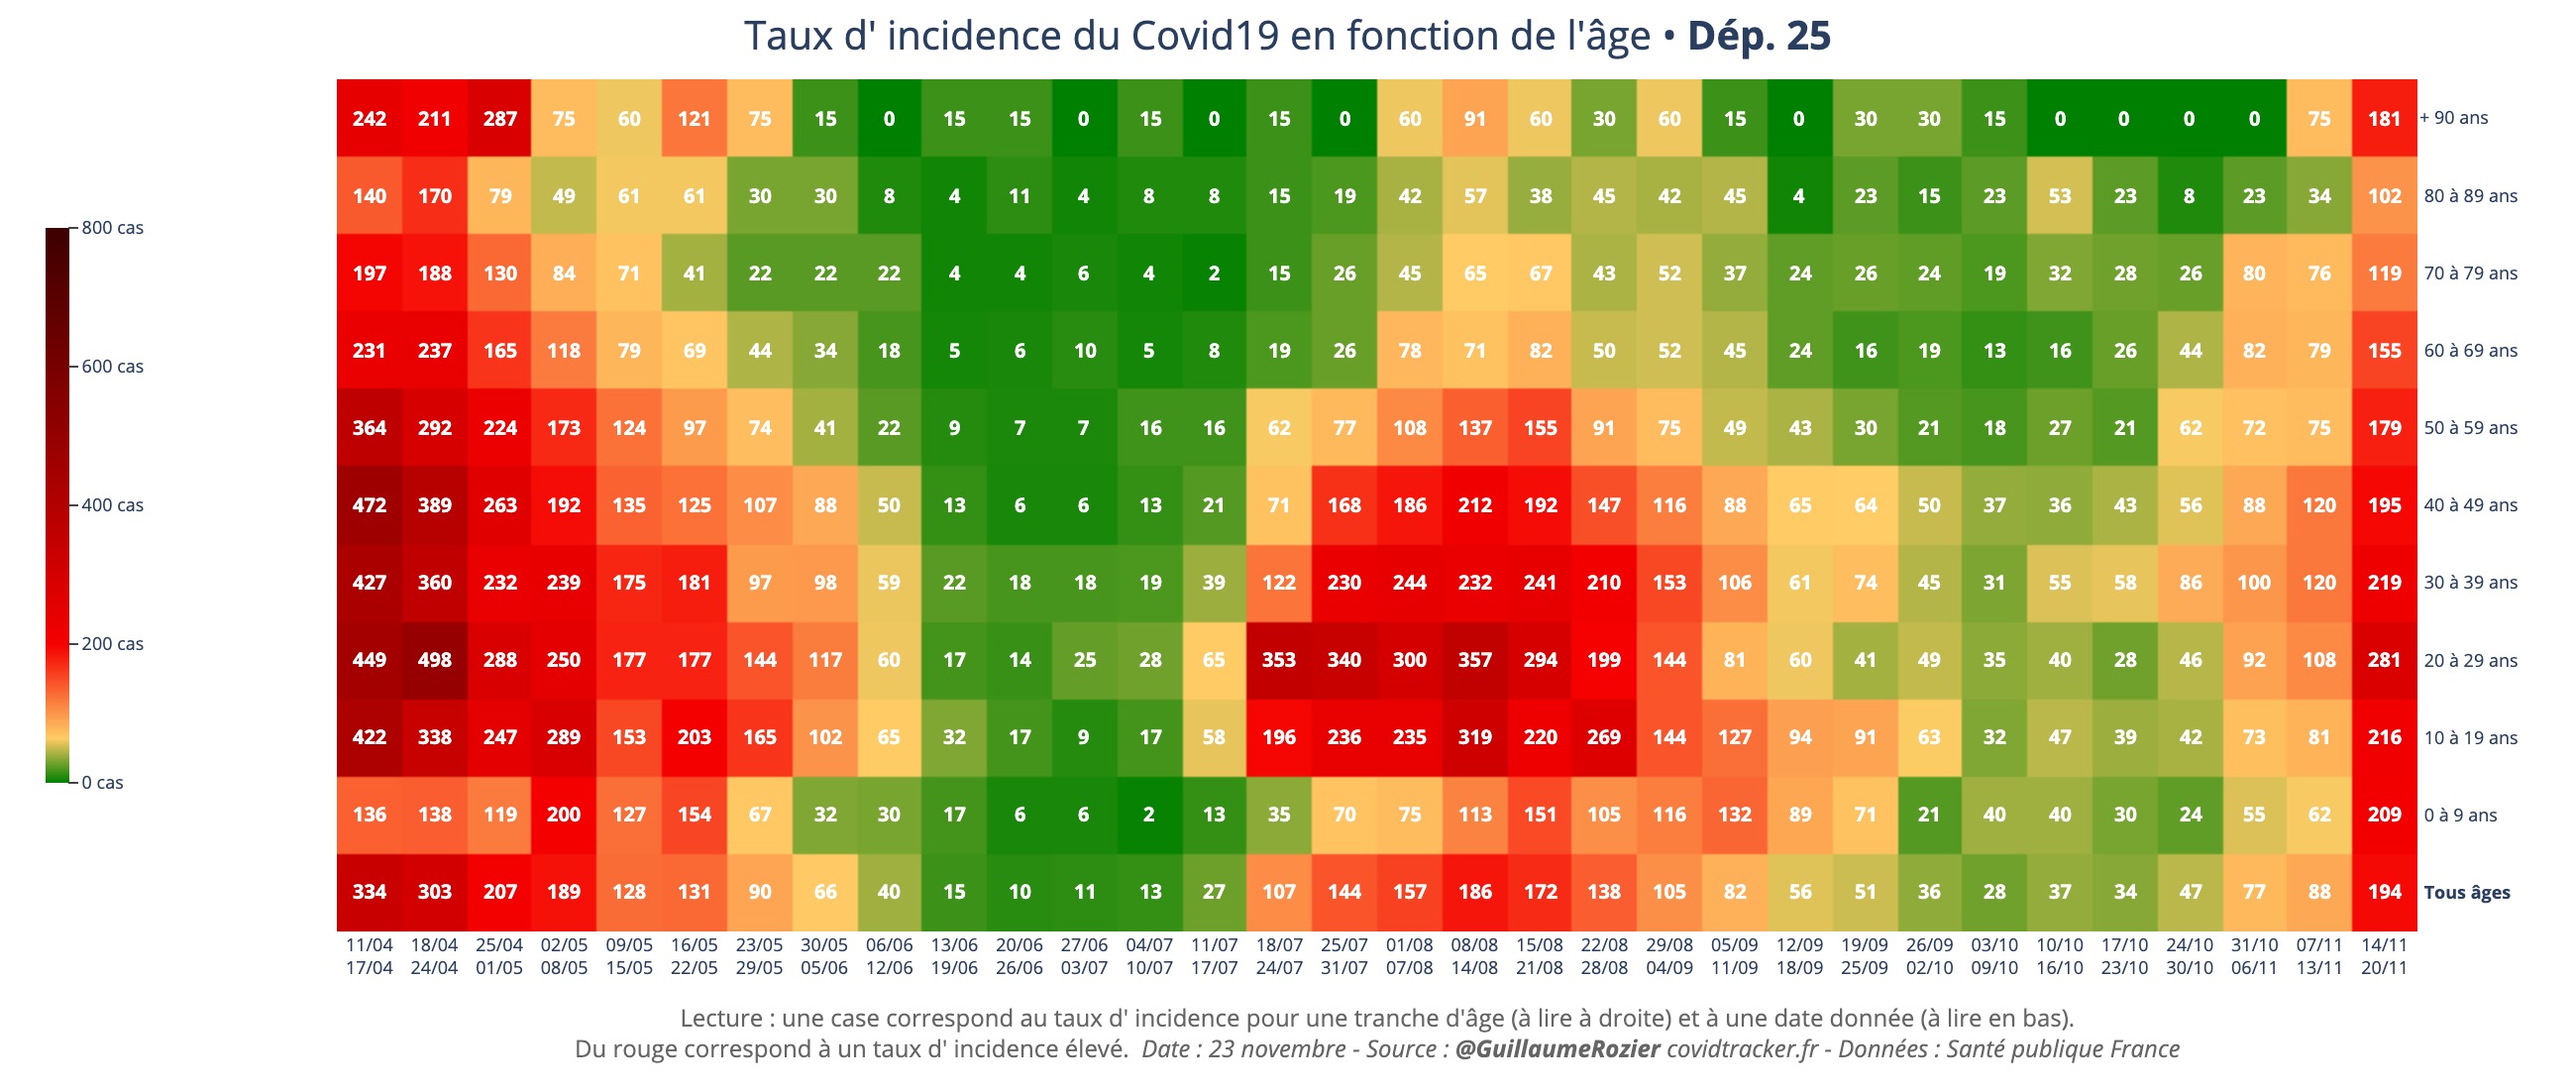 Taux d' incidence du Covid19 en fonction de l'âge • Dép. 25
800 cas
600 cas
400 cas
200 cas
0 cas
242 211 287 75 60 121 75 15 0 15 15 0 15 0 15 0 60 91 60 30 60 15 0 30 30 15 0 0 0 0 75 181 + 90 ans
140 170 79 49 61 61 30 30 8 4 11 4 8 8 15 19 42 57 38 45 42 45 4 23 15 23 53 23 8 23 34 102 80 à 89 ans
197 188 130 84 71 41 22 22 22 4 4 6 4 2 15 26 45 65 67 43 52 37 24 26 24 19 32 28 26 80 76 119 70 à 79 ans
231 237 165 118 79 69 44 34 18 5 6 10 5 8 19 26 78 71 82 50 52 45 24 16 19 13 16 26 44 82 79 155 60 à 69 ans
364 292 224 173 124 97 74 41 22 9 7 7 16 16 62 77 108 137 155 91 75 49 43 30 21 18 27 21 62 72 75 179 50 à 59 ans
472 389 263 192 135 125 107 88 50 13 6 6 13 21 71 168 186 212 192 147 116 88 65 64 50 37 36 43 56 88 120 195 40 à 49 ans
427 360 232 239 175 181 97 98 59 22 18 18 19 39 122 230 244 232 241 210 153 106 61 74 45 31 55 58 86 100 120 219 30 à 39 ans
449 498 288 250 177 177 144 117 60 17 14 25 28 65 353 340 300 357 294 199 144 81 60 41 49 35 40 28 46 92 108 281 20 à 29 ans
422 338 247 289 153 203 165 102 65 32 17 9 17 58 196 236 235 319 220 269 144 127 94 91 63 32 47 39 42 73 81 216 10 à 19 ans
136 138 119 200 127 154 67 32 30 17 6 6 2 13 35 70 75 113 151 105 116 132 89 71 21 40 40 30 24 55 62 209 0 à 9 ans
334 303 207 189 128 131 90 66 40 15 10 11 13 27 107 144 157 186 172 138 105 82 56 51 36 28 37 34 47 77 88 194 Tous âges
11/04 18/04 25/04 02/05 09/05 16/05 23/05 30/05 06/06 13/06 20/06 27/06 04/07 11/07 18/07 25/07 01/08 08/08 15/08 22/08 29/08 05/09 12/09 19/09 26/09 03/10 10/10 17/10 24/10 31/10 07/11 14/11
17/04 24/04 01/05 08/05 15/05 22/05 29/05 05/06 12/06 19/06 26/06 03/07 10/07 17/07 24/07 31/07 07/08 14/08 21/08 28/08 04/09 11/09 18/09 25/09 02/10 09/10 16/10 23/10 30/10 06/11 13/11 20/11
Lecture : une case correspond au taux d' incidence pour une tranche d'âge (à lire à droite) et à une date donnée (à lire en bas).
Du rouge correspond à un taux d' incidence élevé. Date : 23 novembre - Source : @GuillaumeRozier covidtracker.fr - Données : Santé publique France